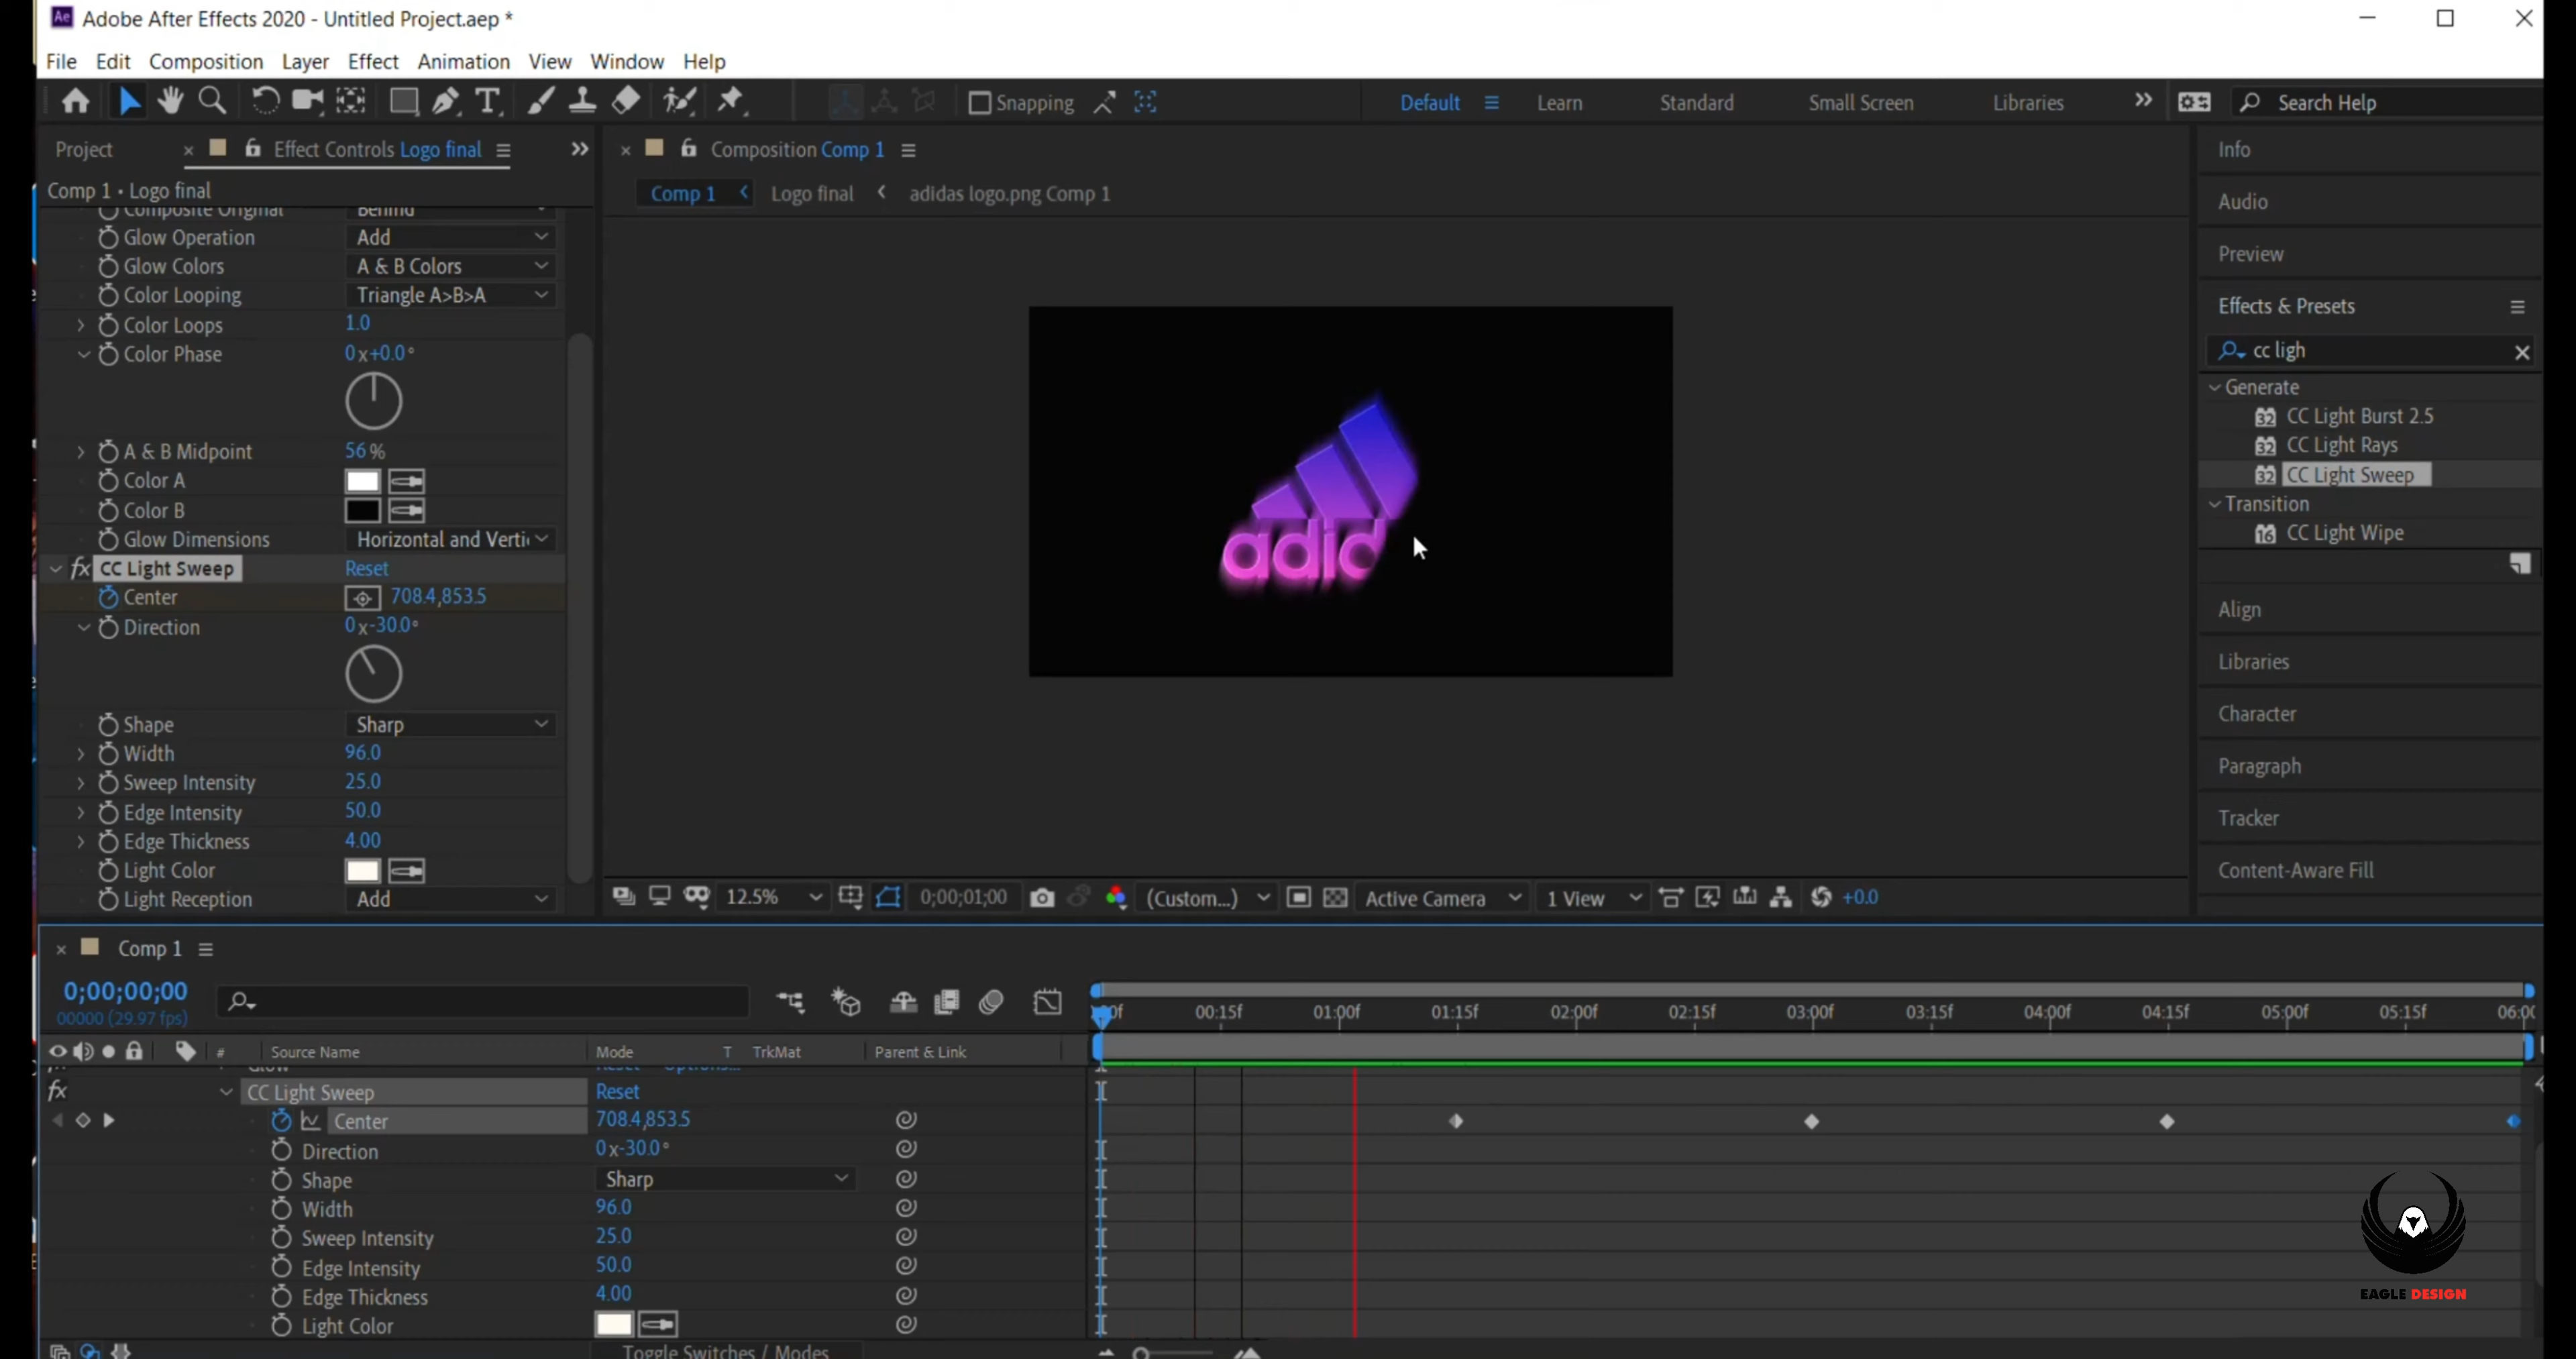 Adobe After Effects 2020 - Untitled Project.aep *
File Edit Composition Layer Effect Animation View Window Help
Snapping Default Learn Standard Small Screen Libraries Search Help
Project Effect Controls Logo final
Comp 1 • Logo final
Composite Original Behind
Glow Operation Add
Glow Colors A & B Colors
Color Looping Triangle A>B>A
Color Loops 1.0
Color Phase 0x+0.0°
A & B Midpoint 56 %
Color A
Color B
Glow Dimensions Horizontal and Verti
fx CC Light Sweep Reset
Center 708.4,853.5
Direction 0x-30.0°
Shape Sharp
Width 96.0
Sweep Intensity 25.0
Edge Intensity 50.0
Edge Thickness 4.00
Light Color
Light Reception Add
Composition Comp 1
Comp 1 Logo final adidas logo.png Comp 1
adid
12.5% 0;00;01;00 (Custom...) Active Camera 1 View +0.0
Info
Audio
Preview
Effects & Presets
cc ligh
Generate
32 CC Light Burst 2.5
32 CC Light Rays
32 CC Light Sweep
Transition
16 CC Light Wipe
Align
Libraries
Character
Paragraph
Tracker
Content-Aware Fill
Comp 1
0;00;00;00
00000 (29.97 fps)
00:15f 01:00f 01:15f 02:00f 02:15f 03:00f 03:15f 04:00f 04:15f 05:00f 05:15f 06:00
# Source Name Mode T TrkMat Parent & Link
Glow Reset Options...
fx CC Light Sweep Reset
Center 708.4,853.5
Direction 0x-30.0°
Shape Sharp
Width 96.0
Sweep Intensity 25.0
Edge Intensity 50.0
Edge Thickness 4.00
Light Color
Toggle Switches / Modes
EAGLE DESIGN